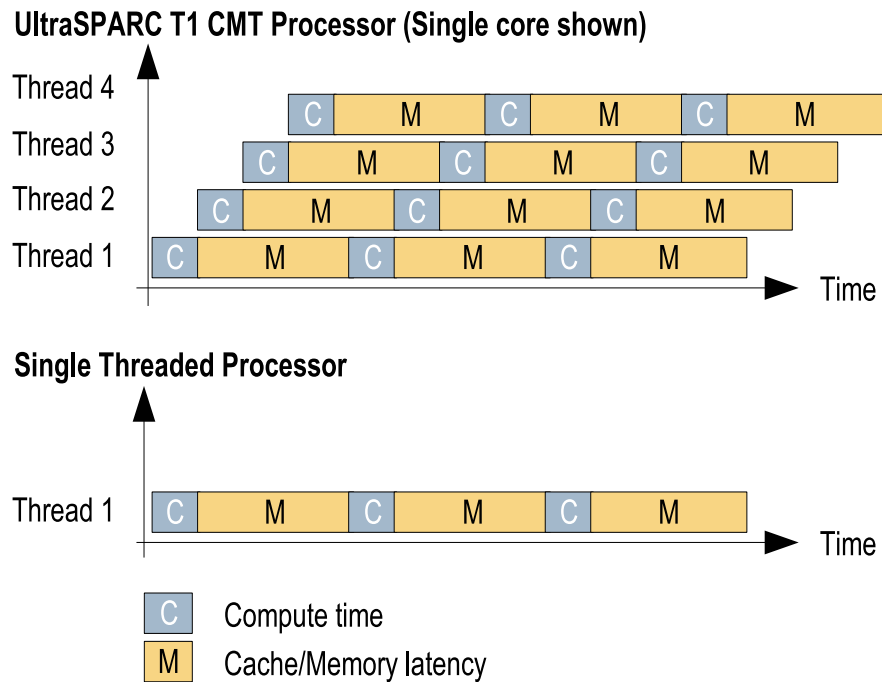 UltraSPARC T1 CMT Processor (Single core shown)
Thread 4
C M C M C M
Thread 3
C M C M C M
Thread 2
C M C M C M
Thread 1
C M C M C M
Time
Single Threaded Processor
Thread 1
C M C M C M
Time
C Compute time
M Cache/Memory latency